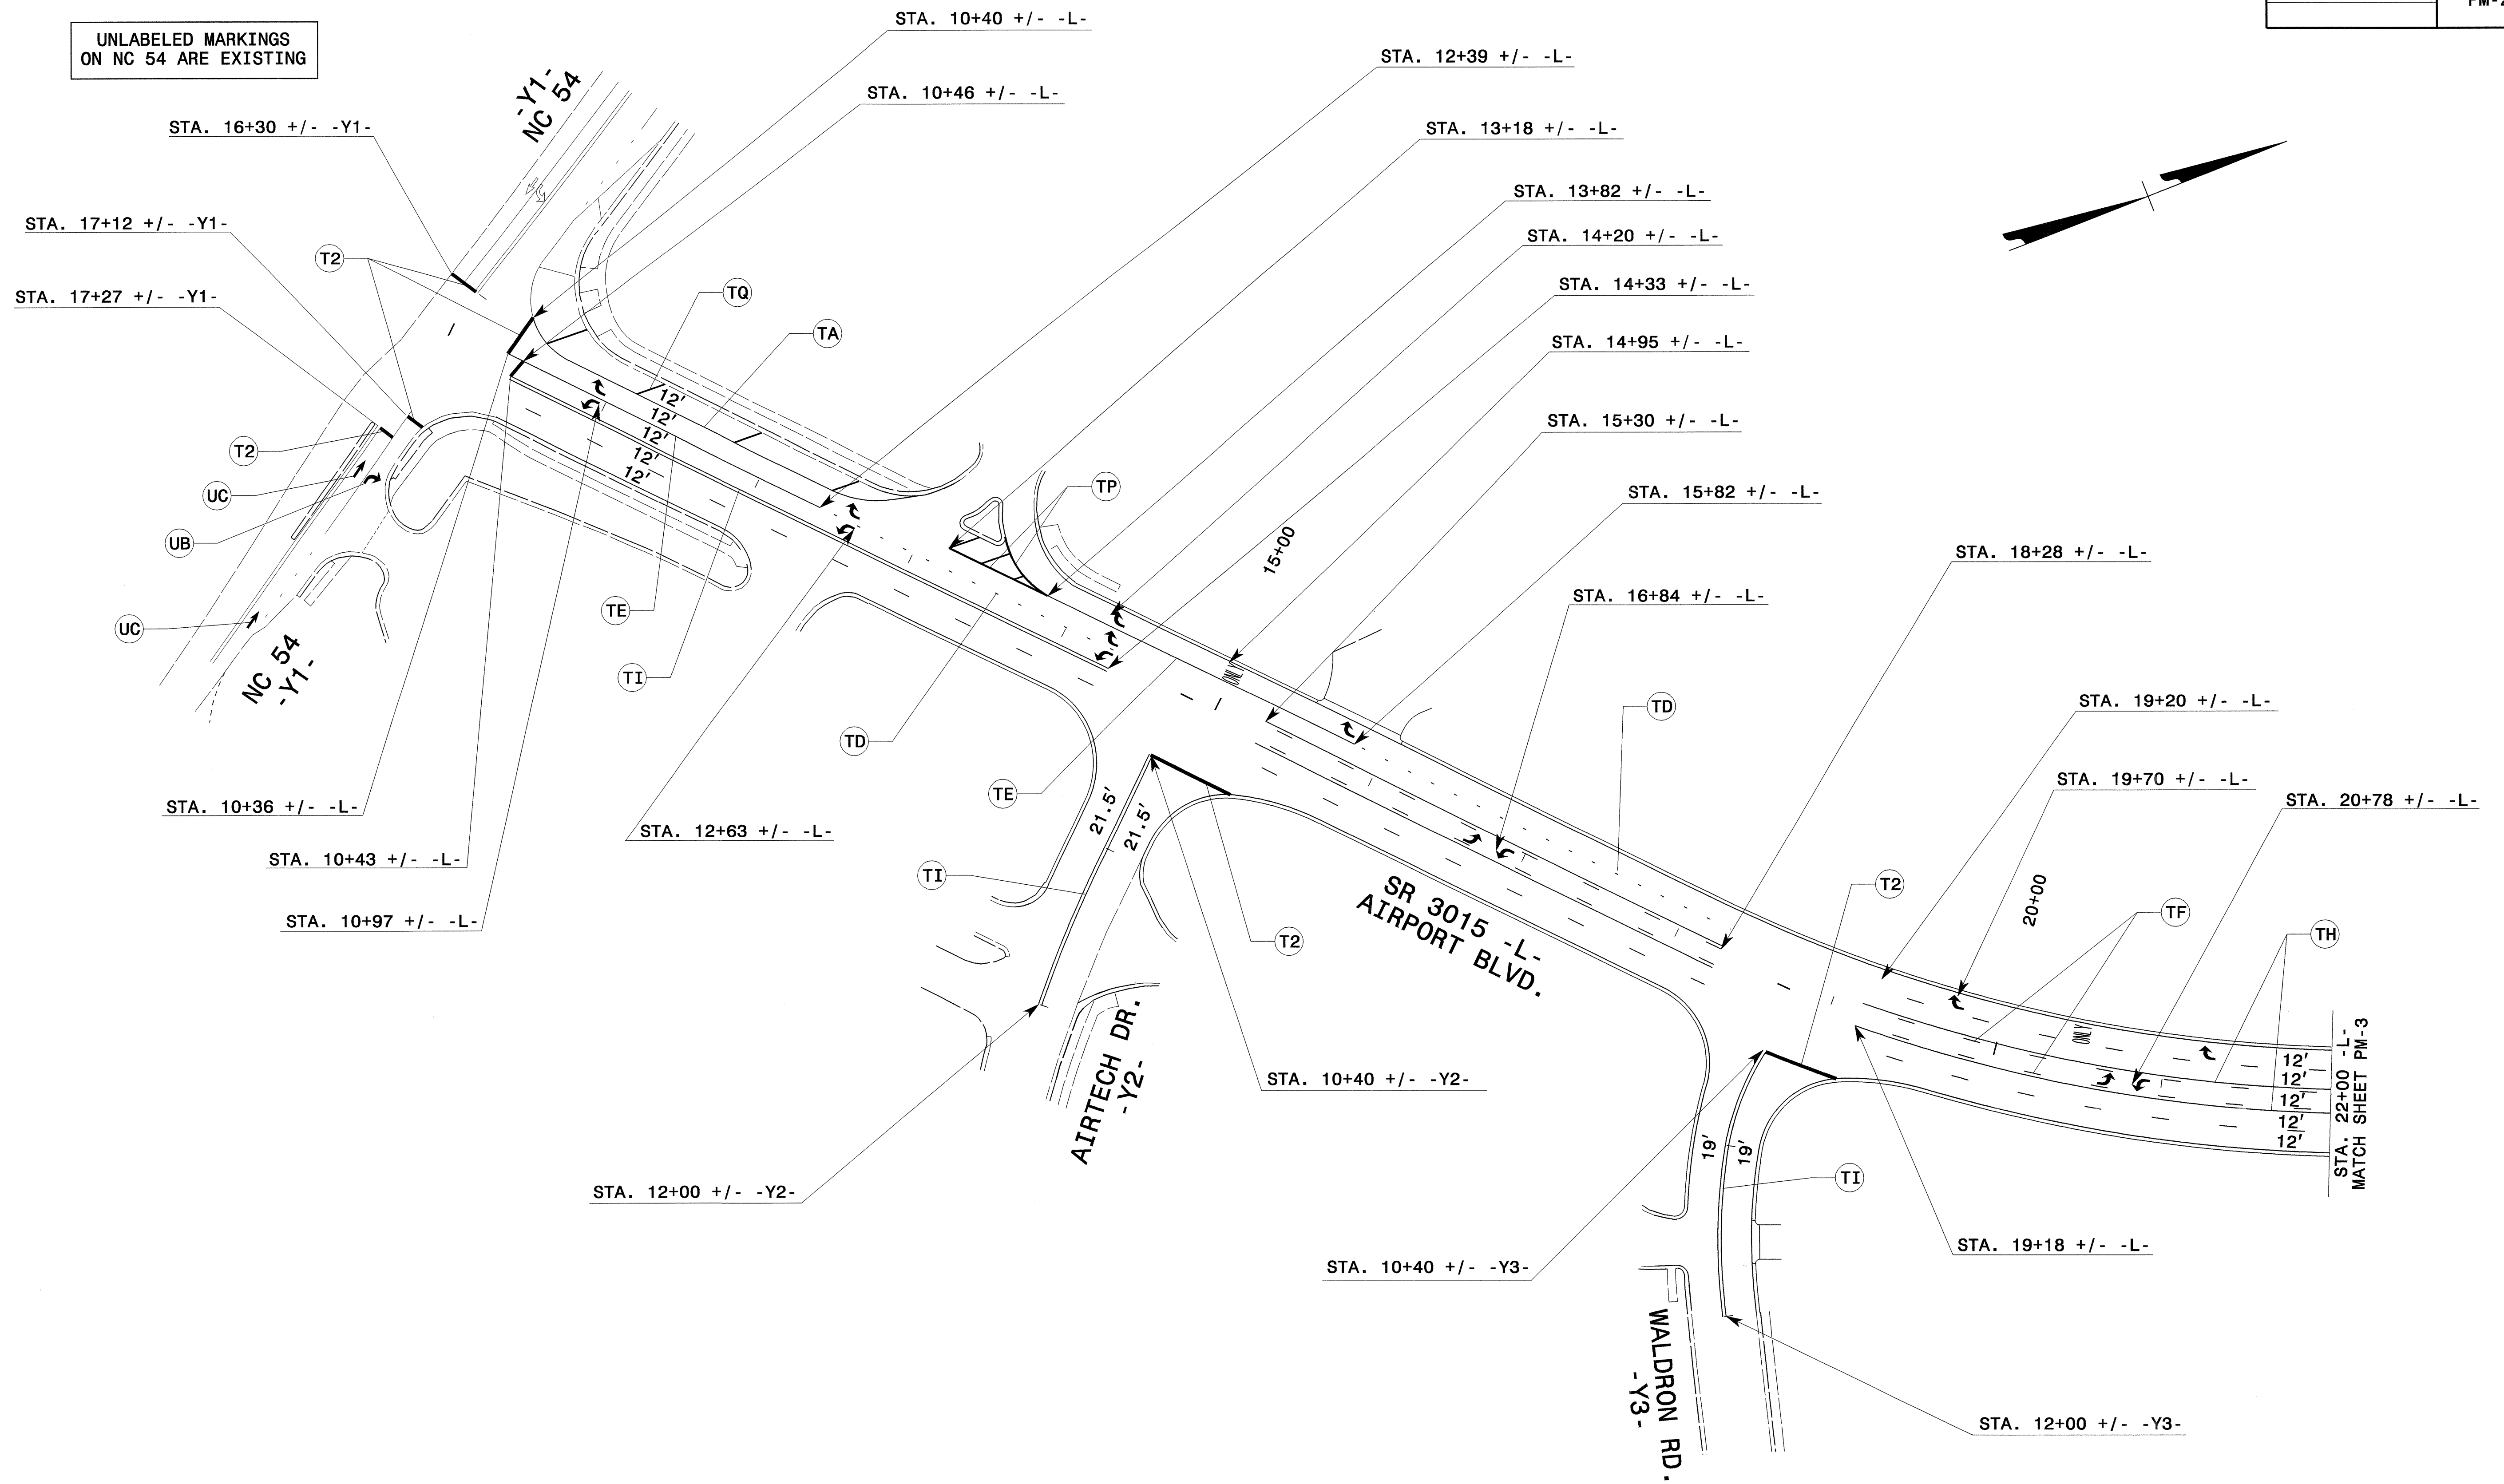 PM-2
UNLABELED MARKINGS
ON NC 54 ARE EXISTING
STA. 10+40 +/- -L-
STA. 12+39 +/- -L-
-Y1-
NC 54
STA. 10+46 +/- -L-
STA. 16+30 +/- -Y1-
STA. 13+18 +/- -L-
STA. 13+82 +/- -L-
STA. 17+12 +/- -Y1-
STA. 14+20 +/- -L-
T2
STA. 14+33 +/- -L-
STA. 17+27 +/- -Y1-
TQ
TA
STA. 14+95 +/- -L-
12'
12'
12'
12'
12'
STA. 15+30 +/- -L-
T2
TP
UC
STA. 15+82 +/- -L-
UB
15+00
STA. 18+28 +/- -L-
STA. 16+84 +/- -L-
TE
UC
NC 54
-Y1-
TI
ONLY
TD
STA. 19+20 +/- -L-
TD
STA. 19+70 +/- -L-
TE
STA. 20+78 +/- -L-
STA. 10+36 +/- -L-
21.5'
21.5'
STA. 12+63 +/- -L-
STA. 10+43 +/- -L-
TI
T2
20+00
TF
STA. 10+97 +/- -L-
SR 3015 -L-
AIRPORT BLVD.
T2
TH
ONLY
12'
12'
12'
12'
12'
STA. 22+00 -L-
MATCH SHEET PM-3
AIRTECH DR.
-Y2-
STA. 10+40 +/- -Y2-
19'
19'
STA. 12+00 +/- -Y2-
TI
STA. 19+18 +/- -L-
STA. 10+40 +/- -Y3-
WALDRON RD.
-Y3-
STA. 12+00 +/- -Y3-